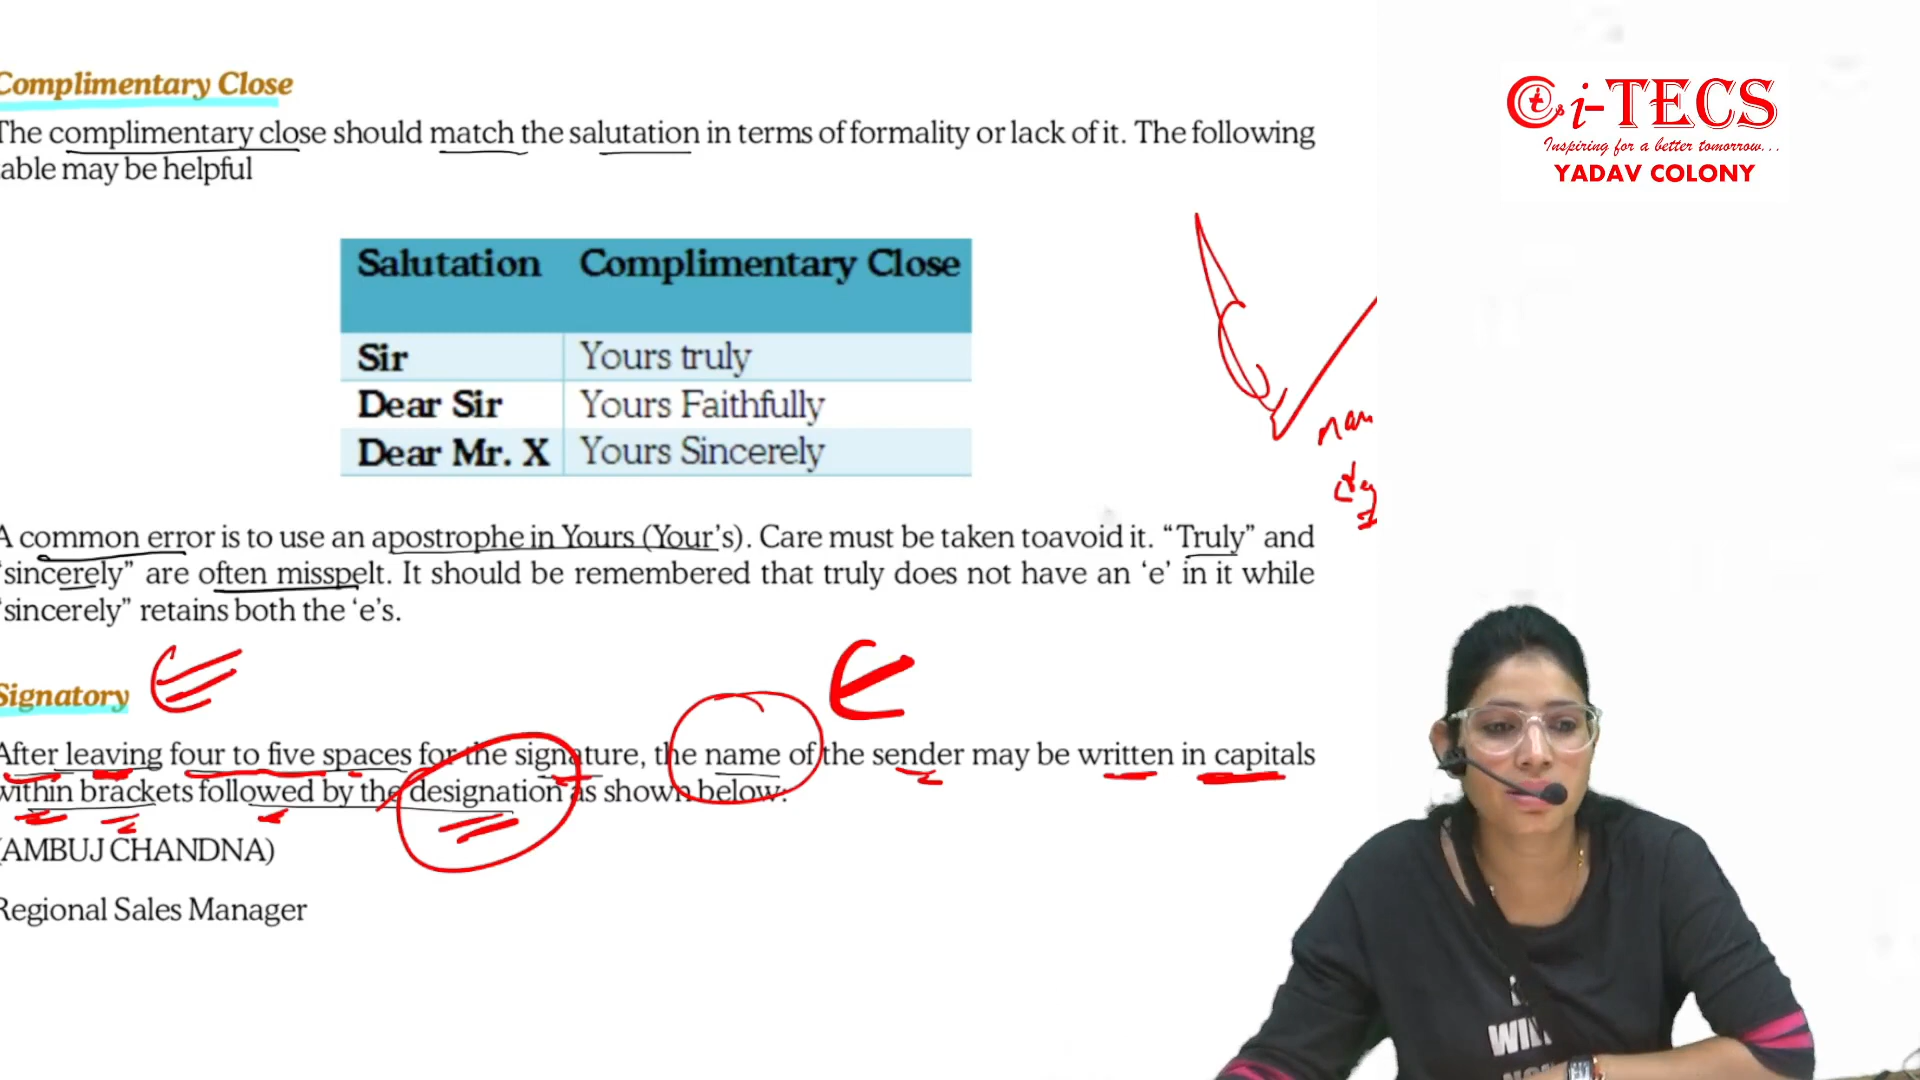 Complimentary Close
The complimentary close should match the salutation in terms of formality or lack of it. The following
table may be helpful
Salutation Complimentary Close
Sir Yours truly
Dear Sir Yours Faithfully
Dear Mr. X Yours Sincerely
A common error is to use an apostrophe in Yours (Your's). Care must be taken toavoid it. “Truly” and
“sincerely” are often misspelt. It should be remembered that truly does not have an ‘e’ in it while
“sincerely” retains both the ‘e’s.
Signatory
After leaving four to five spaces for the signature, the name of the sender may be written in capitals
within brackets followed by the designation as shown below:
(AMBUJ CHANDNA)
Regional Sales Manager
i-TECS
Inspiring for a better tomorrow...
YADAV COLONY